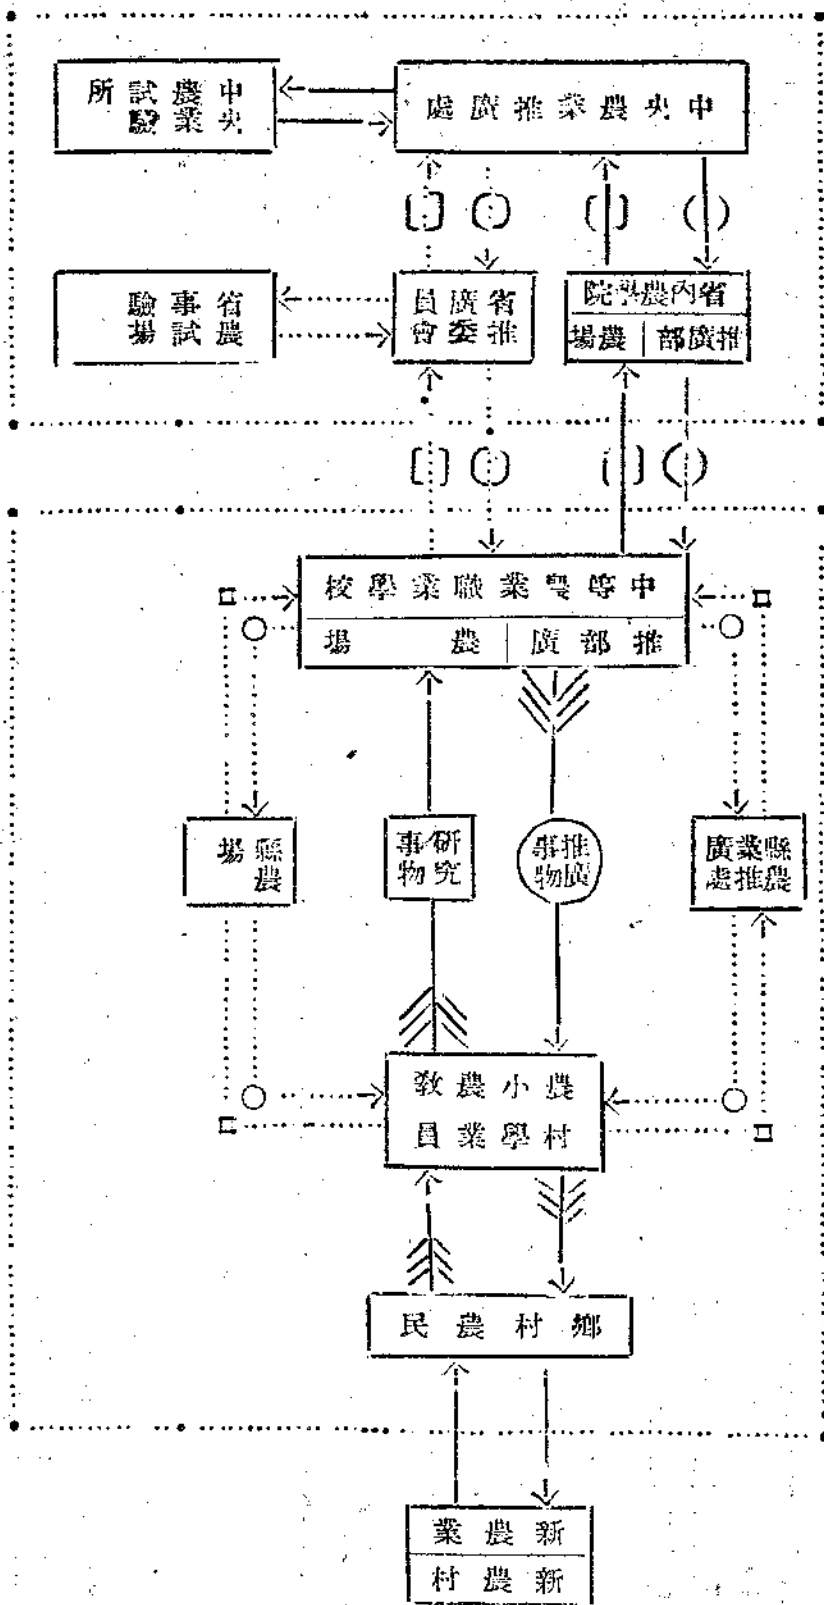 中央農業推廣處
中央農業試驗所
省內農學院
推廣部
農場
省推廣委員會
省農事試驗場
中等農業職業學校
推部廣
農場
縣農業推廣處
推廣事物
研究事物
縣農場
農村小學農業教員
鄉村農民
新農業
新農村